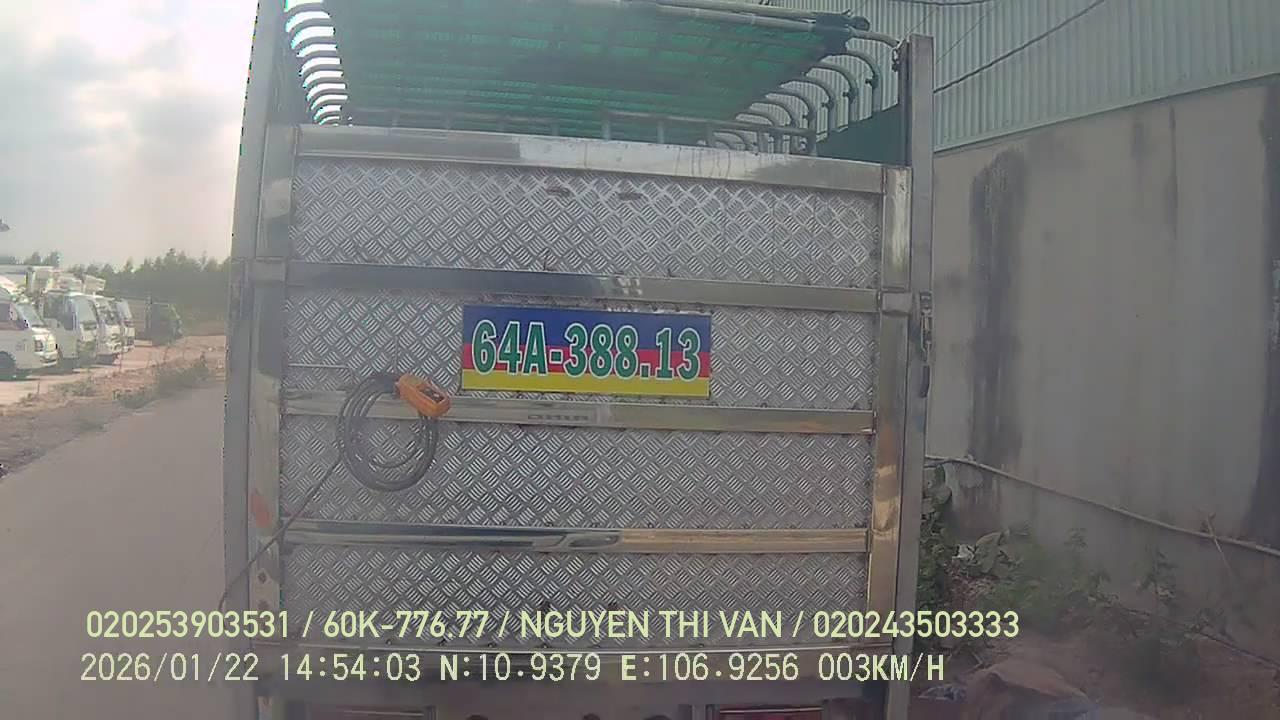 64A-388.13
020253903531 / 60K-776.77 / NGUYEN THI VAN / 020243503333
2026/01/22 14:54:03 N:10.9379 E:106.9256 003KM/H